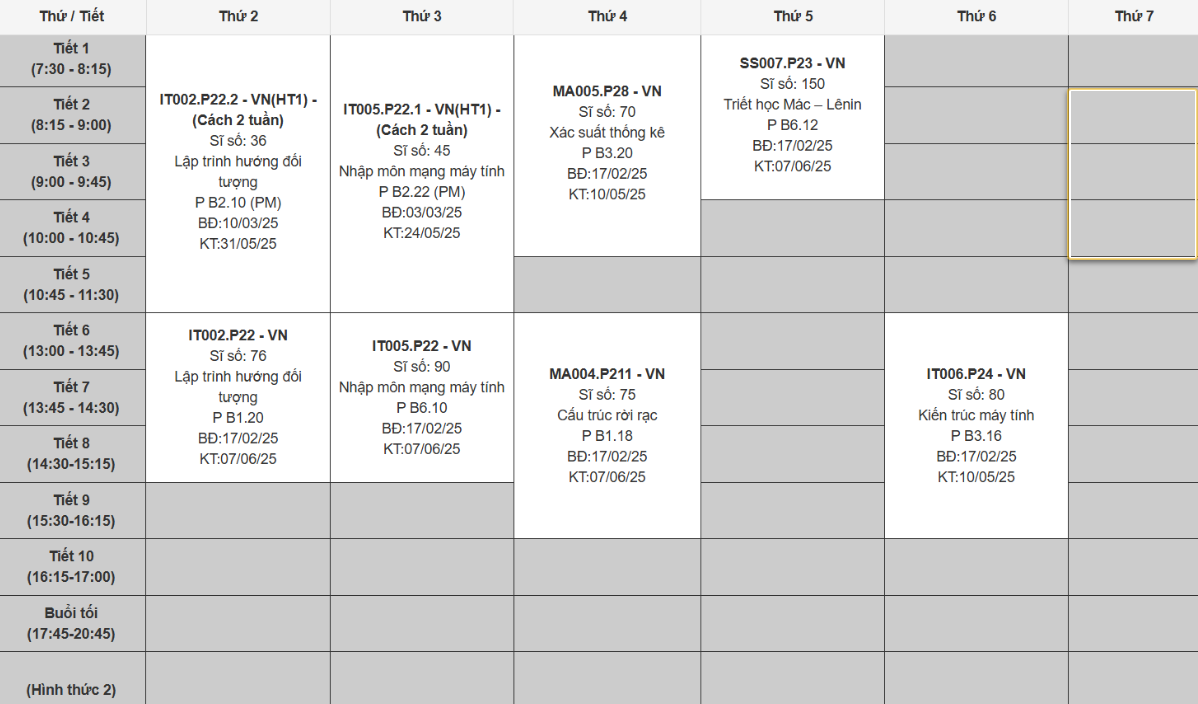 Thứ / Tiết
Thứ 2
Thứ 3
Thứ 4
Thứ 5
Thứ 6
Thứ 7
Tiết 1
(7:30 - 8:15)
Tiết 2
(8:15 - 9:00)
Tiết 3
(9:00 - 9:45)
Tiết 4
(10:00 - 10:45)
Tiết 5
(10:45 - 11:30)
IT002.P22.2 - VN(HT1) -
(Cách 2 tuần)
Sĩ số: 36
Lập trình hướng đối
tượng
P B2.10 (PM)
BĐ:10/03/25
KT:31/05/25
IT005.P22.1 - VN(HT1) -
(Cách 2 tuần)
Sĩ số: 45
Nhập môn mạng máy tính
P B2.22 (PM)
BĐ:03/03/25
KT:24/05/25
MA005.P28 - VN
Sĩ số: 70
Xác suất thống kê
P B3.20
BĐ:17/02/25
KT:10/05/25
SS007.P23 - VN
Sĩ số: 150
Triết học Mác – Lênin
P B6.12
BĐ:17/02/25
KT:07/06/25
Tiết 6
(13:00 - 13:45)
Tiết 7
(13:45 - 14:30)
Tiết 8
(14:30-15:15)
Tiết 9
(15:30-16:15)
IT002.P22 - VN
Sĩ số: 76
Lập trình hướng đối
tượng
P B1.20
BĐ:17/02/25
KT:07/06/25
IT005.P22 - VN
Sĩ số: 90
Nhập môn mạng máy tính
P B6.10
BĐ:17/02/25
KT:07/06/25
MA004.P211 - VN
Sĩ số: 75
Cấu trúc rời rạc
P B1.18
BĐ:17/02/25
KT:07/06/25
IT006.P24 - VN
Sĩ số: 80
Kiến trúc máy tính
P B3.16
BĐ:17/02/25
KT:10/05/25
Tiết 10
(16:15-17:00)
Buổi tối
(17:45-20:45)
(Hình thức 2)